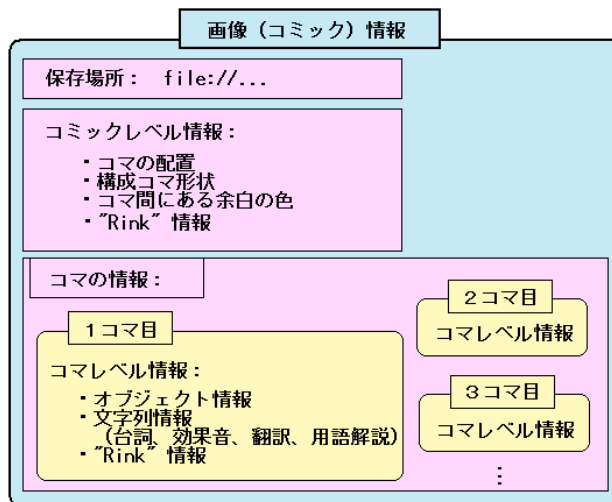 画像（コミック）情報
保存場所： file://...
コミックレベル情報：
・コマの配置
・構成コマ形状
・コマ間にある余白の色
・"Rink" 情報
コマの情報：
１コマ目
コマレベル情報：
・オブジェクト情報
・文字列情報
（台詞、効果音、翻訳、用語解説）
・"Rink" 情報
２コマ目
コマレベル情報
３コマ目
コマレベル情報
⋮